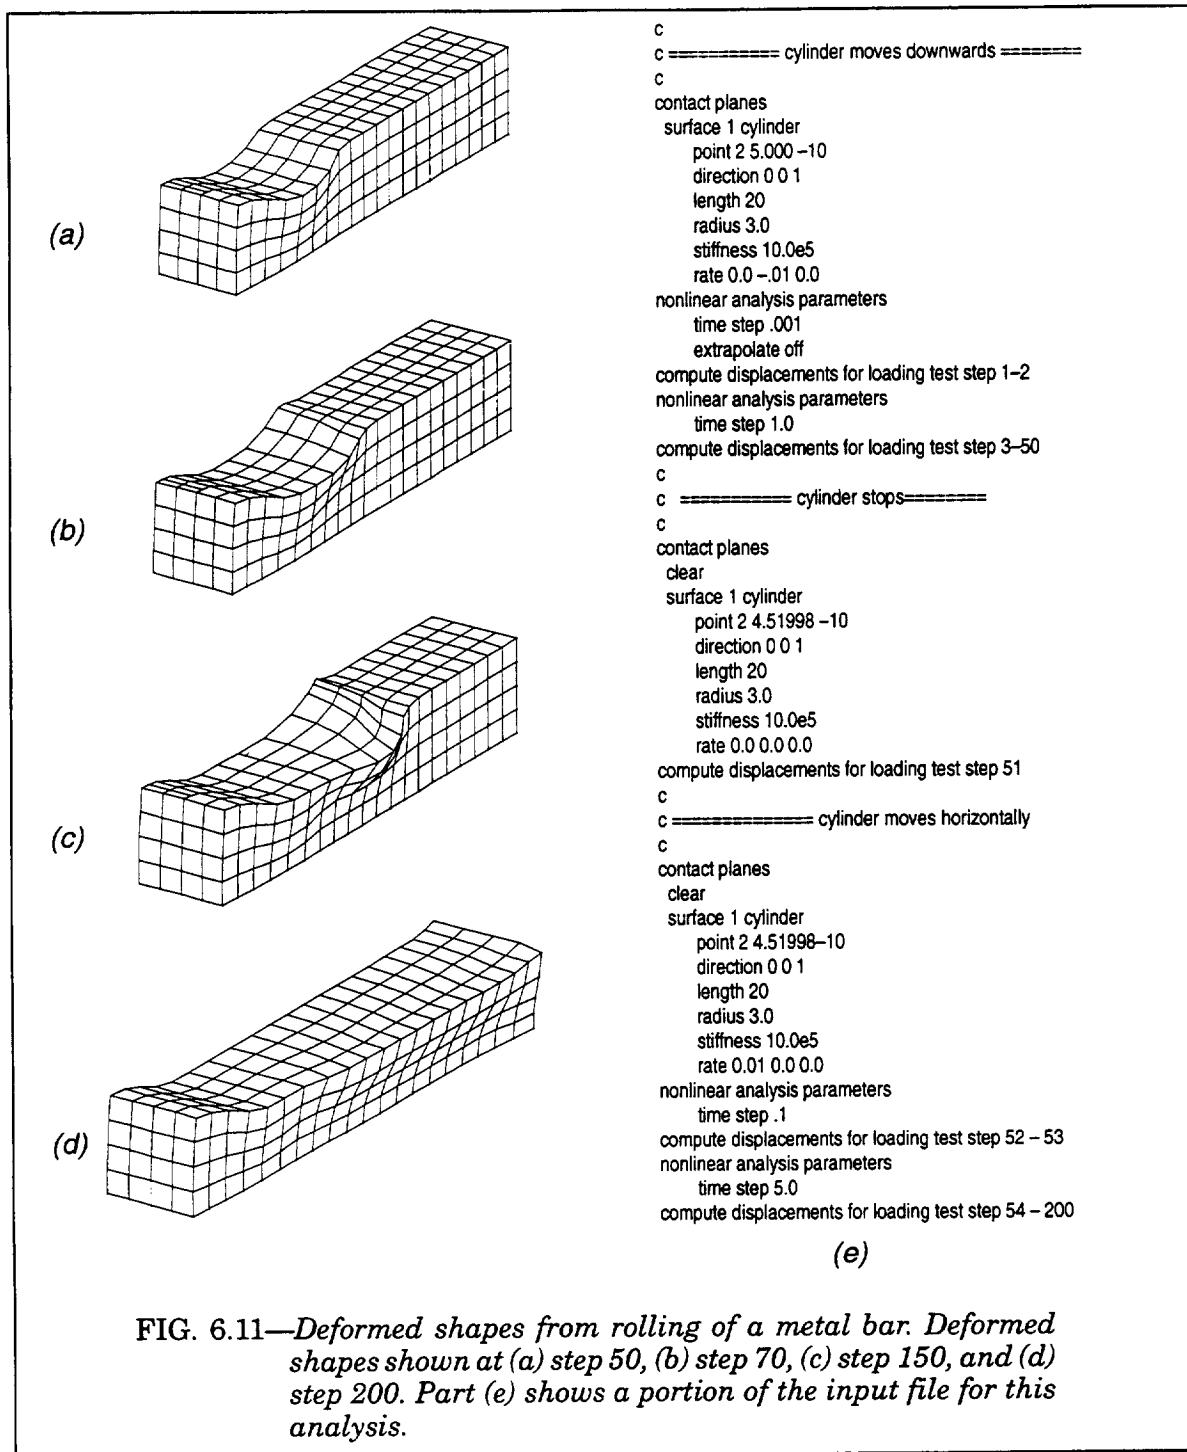 (a)
(b)
(c)
(d)
c
c =========== cylinder moves downwards ========
c
contact planes
surface 1 cylinder
point 2 5.000 –10
direction 0 0 1
length 20
radius 3.0
stiffness 10.0e5
rate 0.0 –.01 0.0
nonlinear analysis parameters
time step .001
extrapolate off
compute displacements for loading test step 1–2
nonlinear analysis parameters
time step 1.0
compute displacements for loading test step 3–50
c
c =========== cylinder stops========
c
contact planes
clear
surface 1 cylinder
point 2 4.51998 –10
direction 0 0 1
length 20
radius 3.0
stiffness 10.0e5
rate 0.0 0.0 0.0
compute displacements for loading test step 51
c
c ============== cylinder moves horizontally
c
contact planes
clear
surface 1 cylinder
point 2 4.51998–10
direction 0 0 1
length 20
radius 3.0
stiffness 10.0e5
rate 0.01 0.0 0.0
nonlinear analysis parameters
time step .1
compute displacements for loading test step 52 – 53
nonlinear analysis parameters
time step 5.0
compute displacements for loading test step 54 – 200
(e)
FIG. 6.11—Deformed shapes from rolling of a metal bar. Deformed
shapes shown at (a) step 50, (b) step 70, (c) step 150, and (d)
step 200. Part (e) shows a portion of the input file for this
analysis.